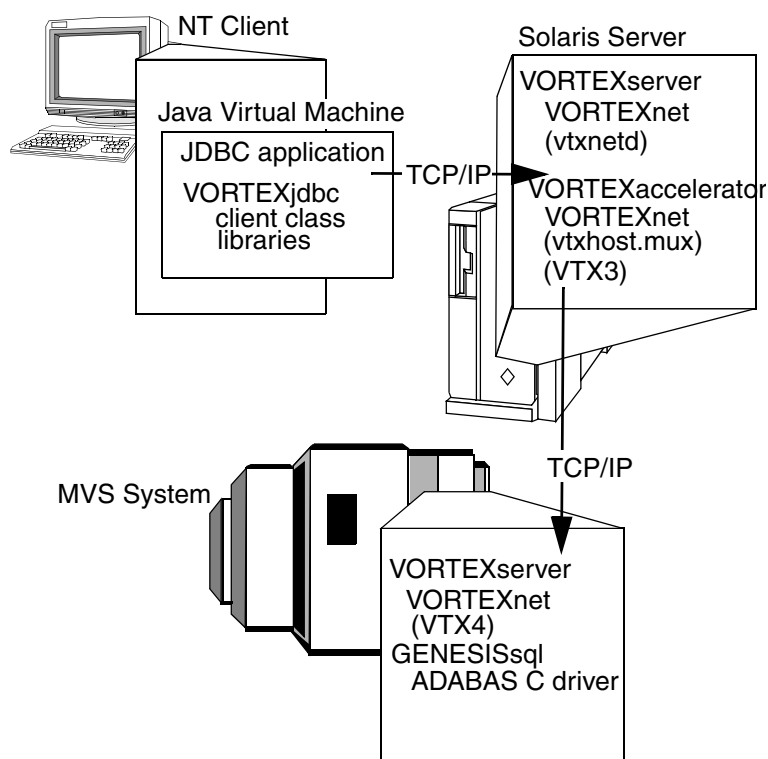 NT Client
Java Virtual Machine
JDBC application
VORTEXjdbc
client class
libraries
TCP/IP
Solaris Server
VORTEXserver
VORTEXnet
(vtxnetd)
VORTEXaccelerator
VORTEXnet
(vtxhost.mux)
(VTX3)
TCP/IP
MVS System
VORTEXserver
VORTEXnet
(VTX4)
GENESISsql
ADABAS C driver